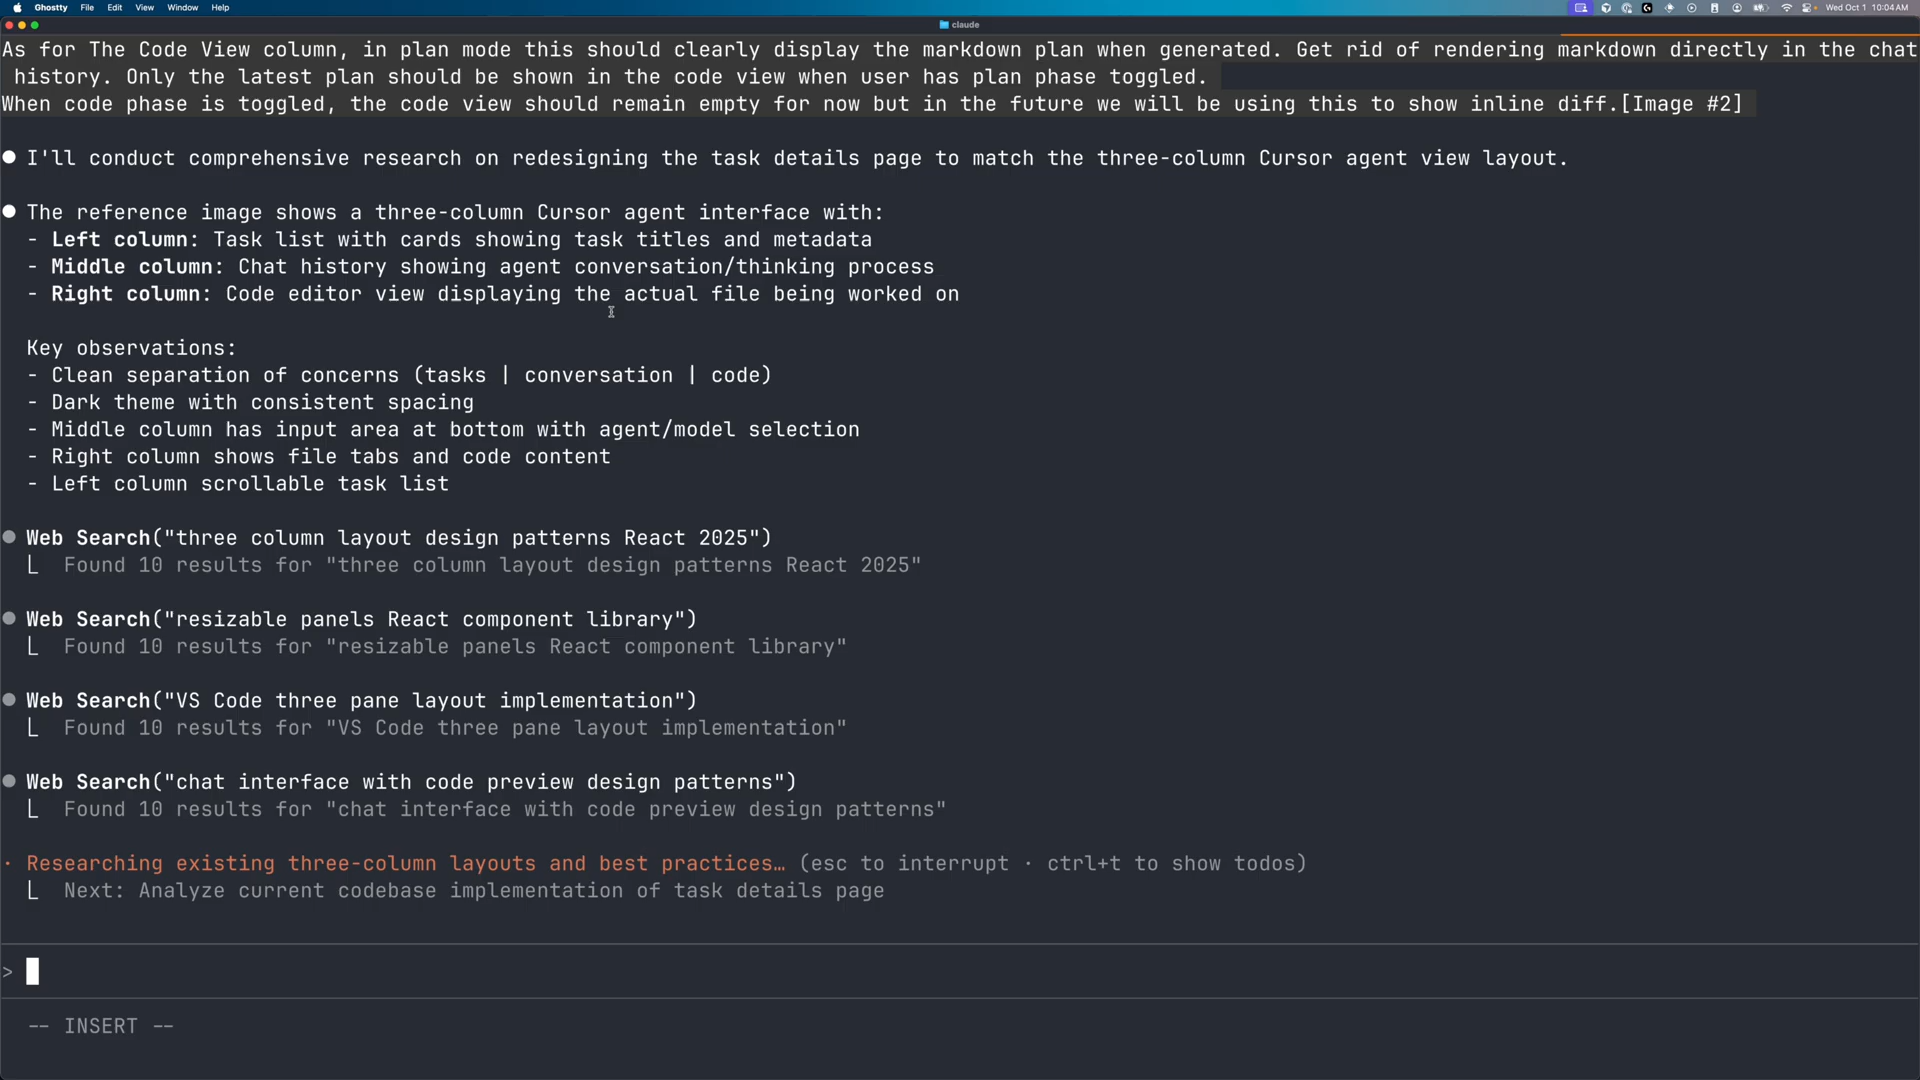 Ghostty File Edit View Window Help
Wed Oct 1 10:04 AM
claude
As for The Code View column, in plan mode this should clearly display the markdown plan when generated. Get rid of rendering markdown directly in the chat
history. Only the latest plan should be shown in the code view when user has plan phase toggled.
When code phase is toggled, the code view should remain empty for now but in the future we will be using this to show inline diff.[Image #2]
● I'll conduct comprehensive research on redesigning the task details page to match the three-column Cursor agent view layout.
● The reference image shows a three-column Cursor agent interface with:
- Left column: Task list with cards showing task titles and metadata
- Middle column: Chat history showing agent conversation/thinking process
- Right column: Code editor view displaying the actual file being worked on
Key observations:
- Clean separation of concerns (tasks | conversation | code)
- Dark theme with consistent spacing
- Middle column has input area at bottom with agent/model selection
- Right column shows file tabs and code content
- Left column scrollable task list
● Web Search("three column layout design patterns React 2025")
⎿ Found 10 results for "three column layout design patterns React 2025"
● Web Search("resizable panels React component library")
⎿ Found 10 results for "resizable panels React component library"
● Web Search("VS Code three pane layout implementation")
⎿ Found 10 results for "VS Code three pane layout implementation"
● Web Search("chat interface with code preview design patterns")
⎿ Found 10 results for "chat interface with code preview design patterns"
· Researching existing three-column layouts and best practices… (esc to interrupt · ctrl+t to show todos)
⎿ Next: Analyze current codebase implementation of task details page
>
-- INSERT --